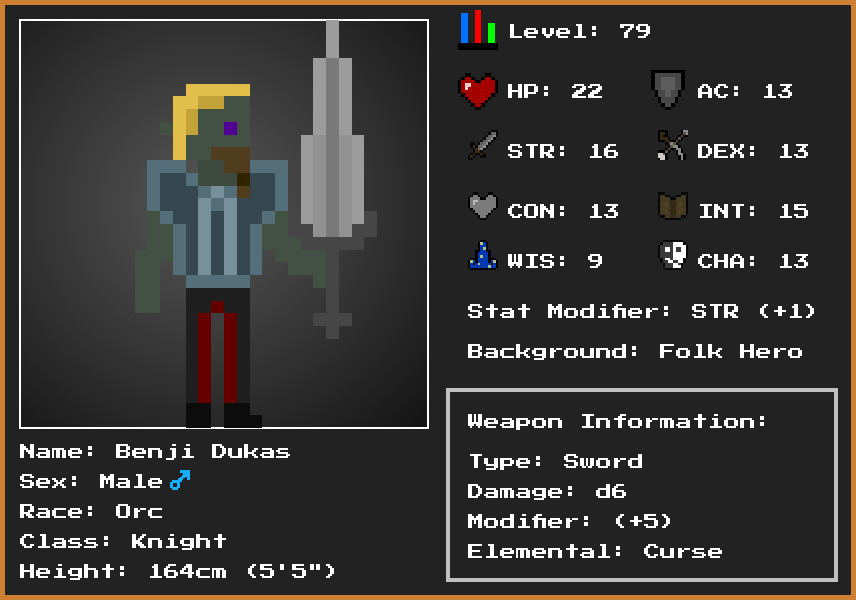 Level: 79
HP: 22
AC: 13
STR: 16
DEX: 13
CON: 13
INT: 15
WIS: 9
CHA: 13
Stat Modifier: STR (+1)
Background: Folk Hero
Weapon Information:
Type: Sword
Damage: d6
Modifier: (+5)
Elemental: Curse
Name: Benji Dukas
Sex: Male♂
Race: Orc
Class: Knight
Height: 164cm (5'5")